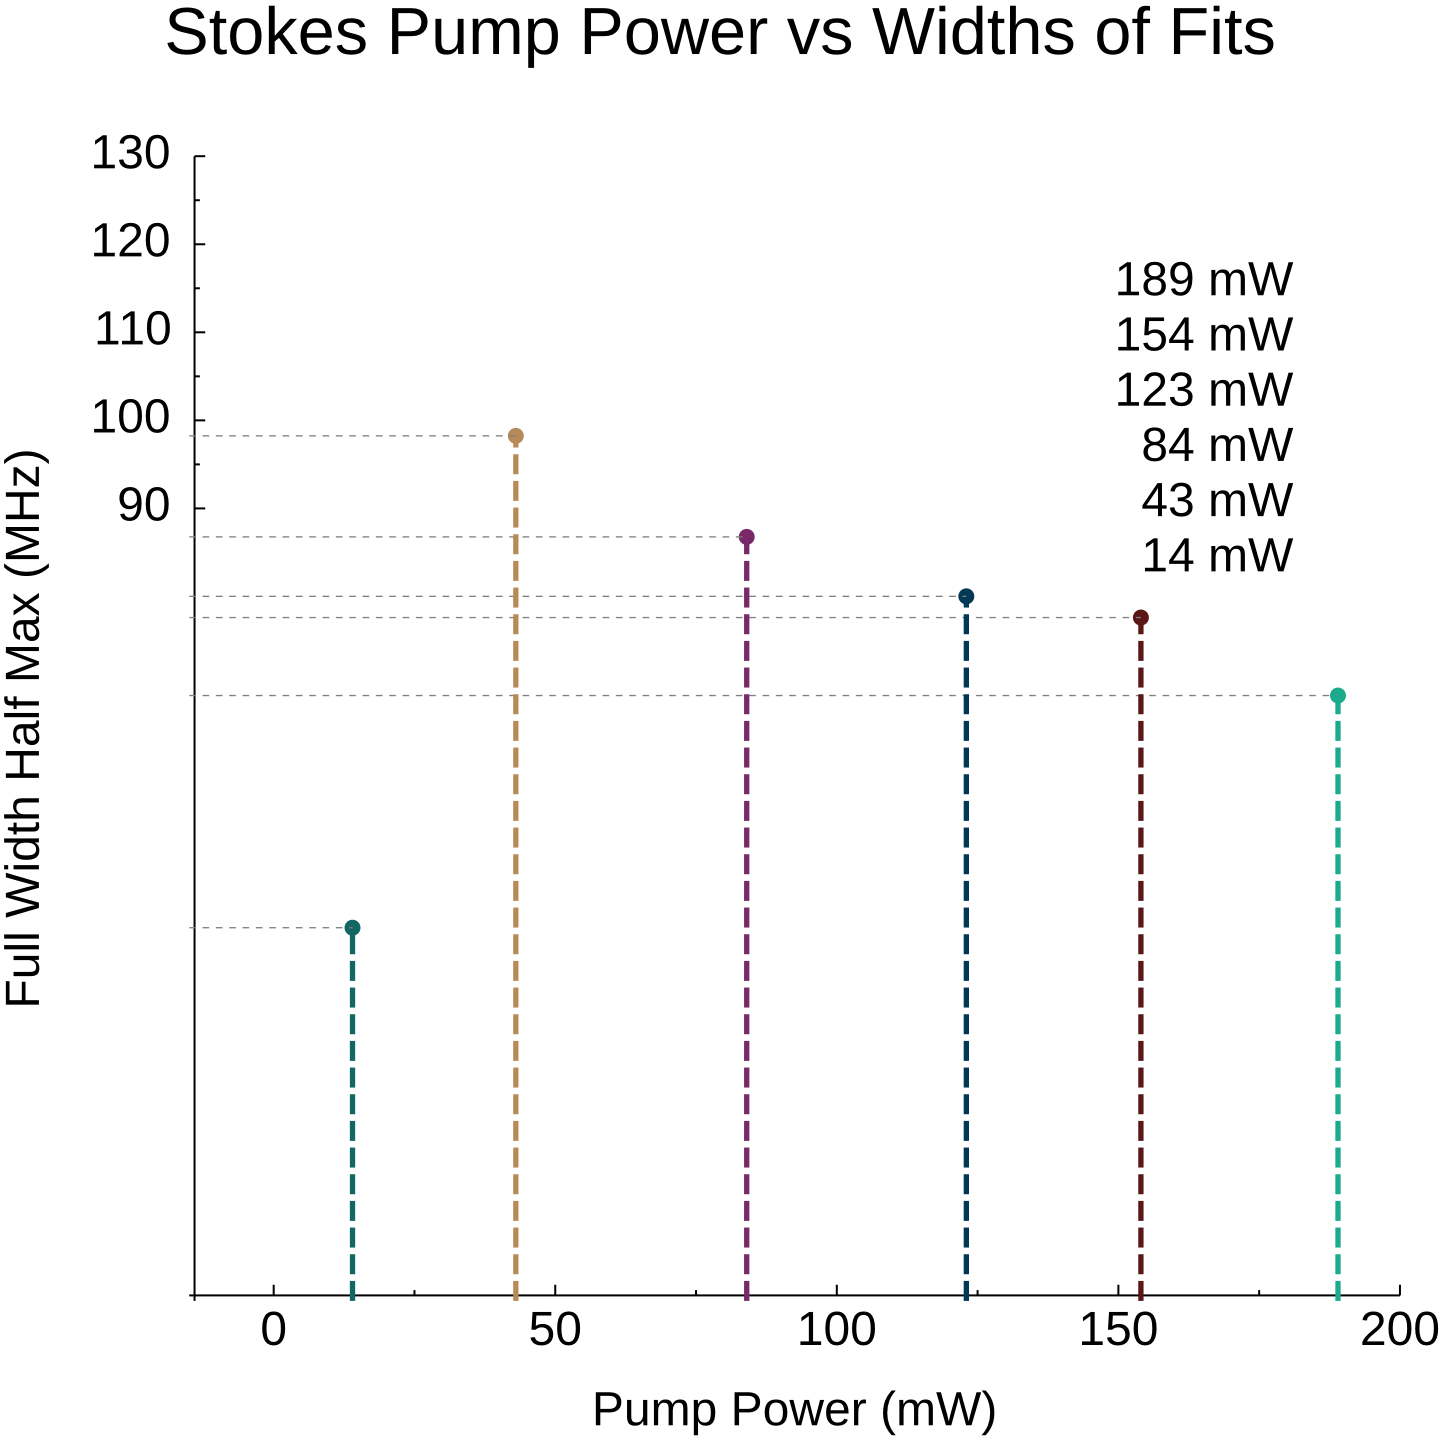 Stokes Pump Power vs Widths of Fits
130
120
110
100
90
189 mW
154 mW
123 mW
84 mW
43 mW
14 mW
Full Width Half Max (MHz)
0 50 100 150 200
Pump Power (mW)